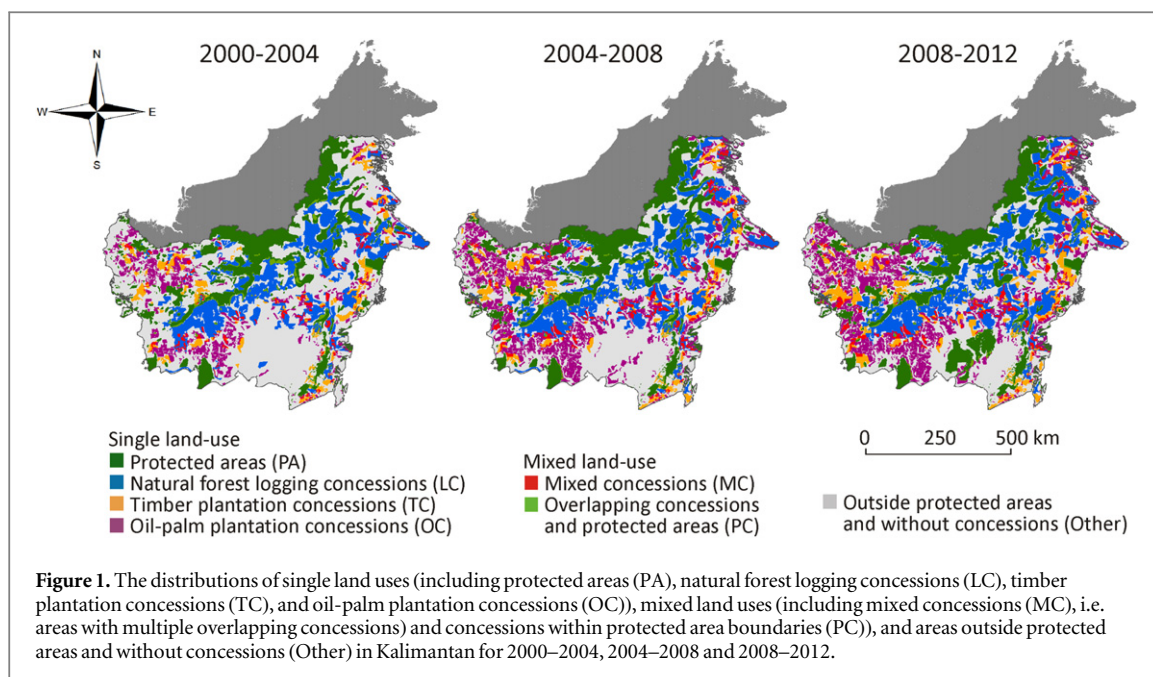 2000-2004
2004-2008
2008-2012
N
W
E
S
Single land-use
Protected areas (PA)
Natural forest logging concessions (LC)
Timber plantation concessions (TC)
Oil-palm plantation concessions (OC)
Mixed land-use
Mixed concessions (MC)
Overlapping concessions
and protected areas (PC)
0 250 500 km
Outside protected areas
and without concessions (Other)
Figure 1. The distributions of single land uses (including protected areas (PA), natural forest logging concessions (LC), timber
plantation concessions (TC), and oil-palm plantation concessions (OC)), mixed land uses (including mixed concessions (MC), i.e.
areas with multiple overlapping concessions) and concessions within protected area boundaries (PC)), and areas outside protected
areas and without concessions (Other) in Kalimantan for 2000–2004, 2004–2008 and 2008–2012.